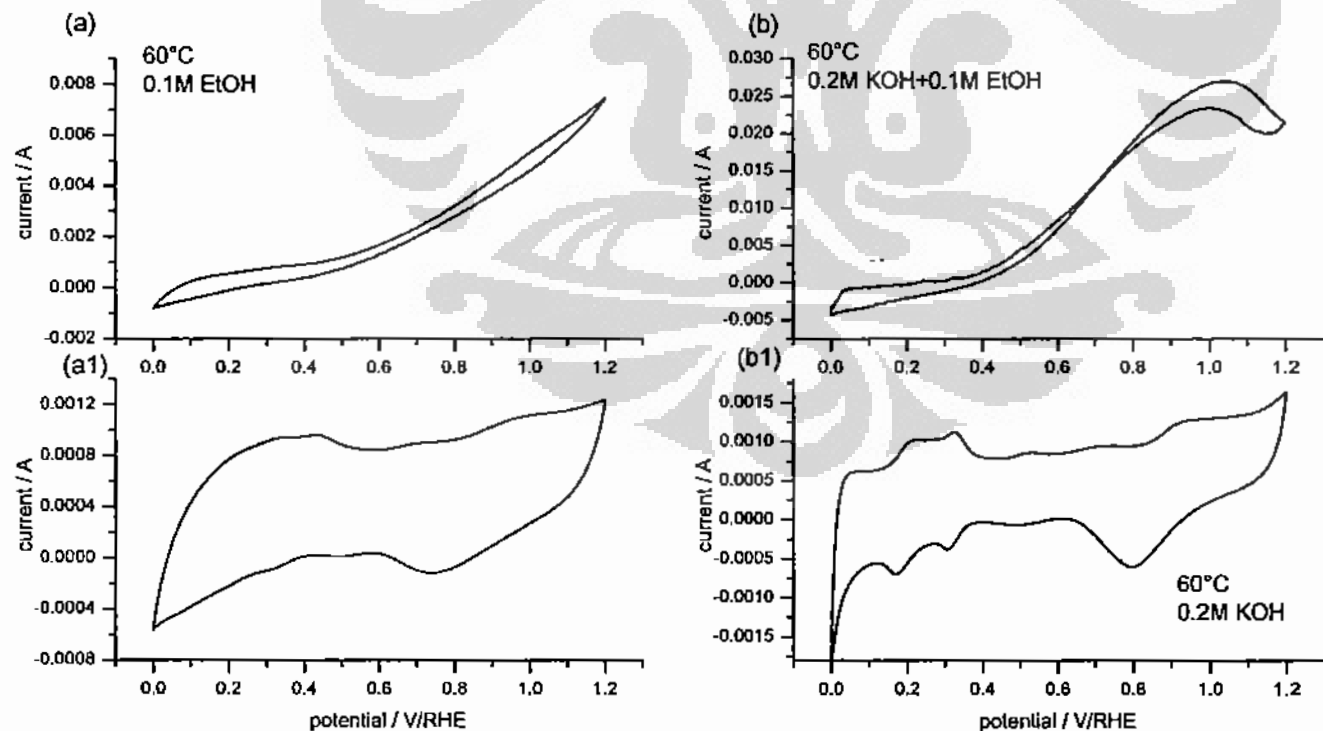 (a)
60°C
0.1M EtOH
0.008
0.006
0.004
0.002
0.000
-0.002
current / A
0.0 0.2 0.4 0.6 0.8 1.0 1.2
(b)
60°C
0.2M KOH+0.1M EtOH
0.030
0.025
0.020
0.015
0.010
0.005
0.000
-0.005
current / A
0.0 0.2 0.4 0.6 0.8 1.0 1.2
(a1)
0.0012
0.0008
0.0004
0.0000
-0.0004
-0.0008
current / A
0.0 0.2 0.4 0.6 0.8 1.0 1.2
potential / V/RHE
(b1)
0.0015
0.0010
0.0005
0.0000
-0.0005
-0.0010
-0.0015
current / A
60°C
0.2M KOH
0.0 0.2 0.4 0.6 0.8 1.0 1.2
potential / V/RHE